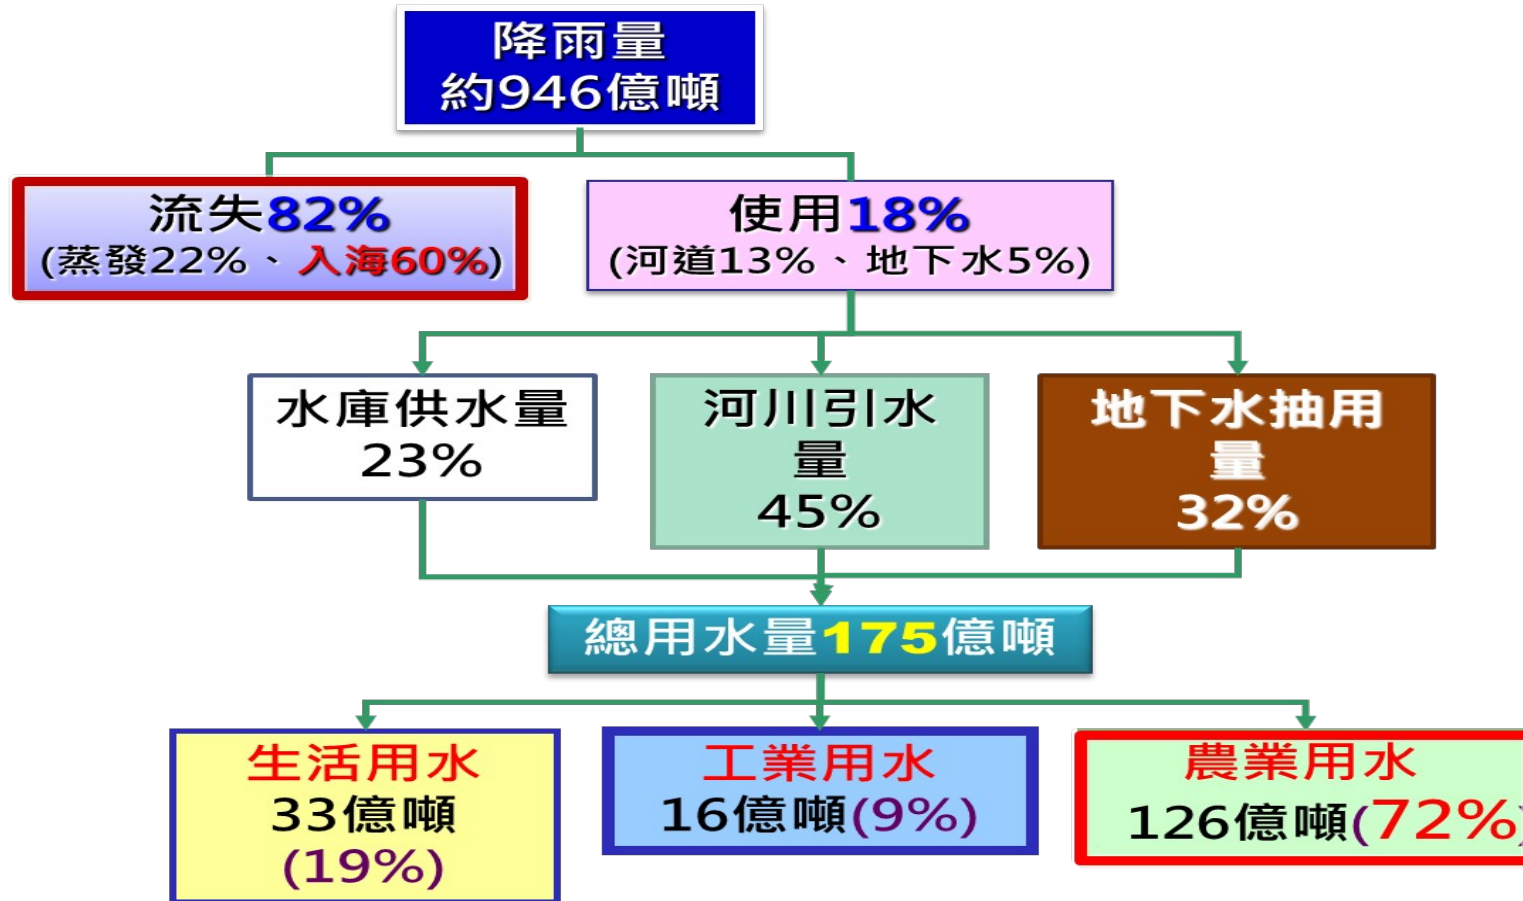 降雨量
約946億噸
流失82%
(蒸發22%、入海60%)
使用18%
(河道13%、地下水5%)
水庫供水量
23%
河川引水
量
45%
地下水抽用
量
32%
總用水量175億噸
生活用水
33億噸
(19%)
工業用水
16億噸(9%)
農業用水
126億噸(72%)